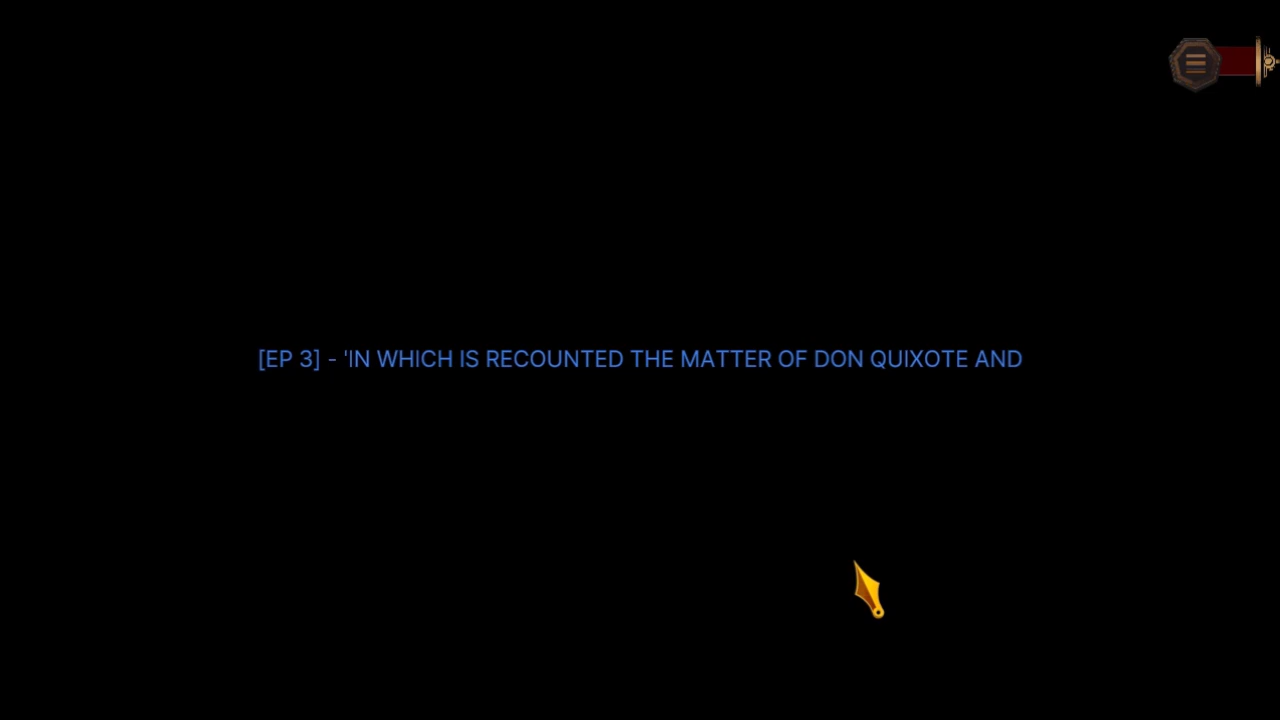 [EP 3] - 'IN WHICH IS RECOUNTED THE MATTER OF DON QUIXOTE AND